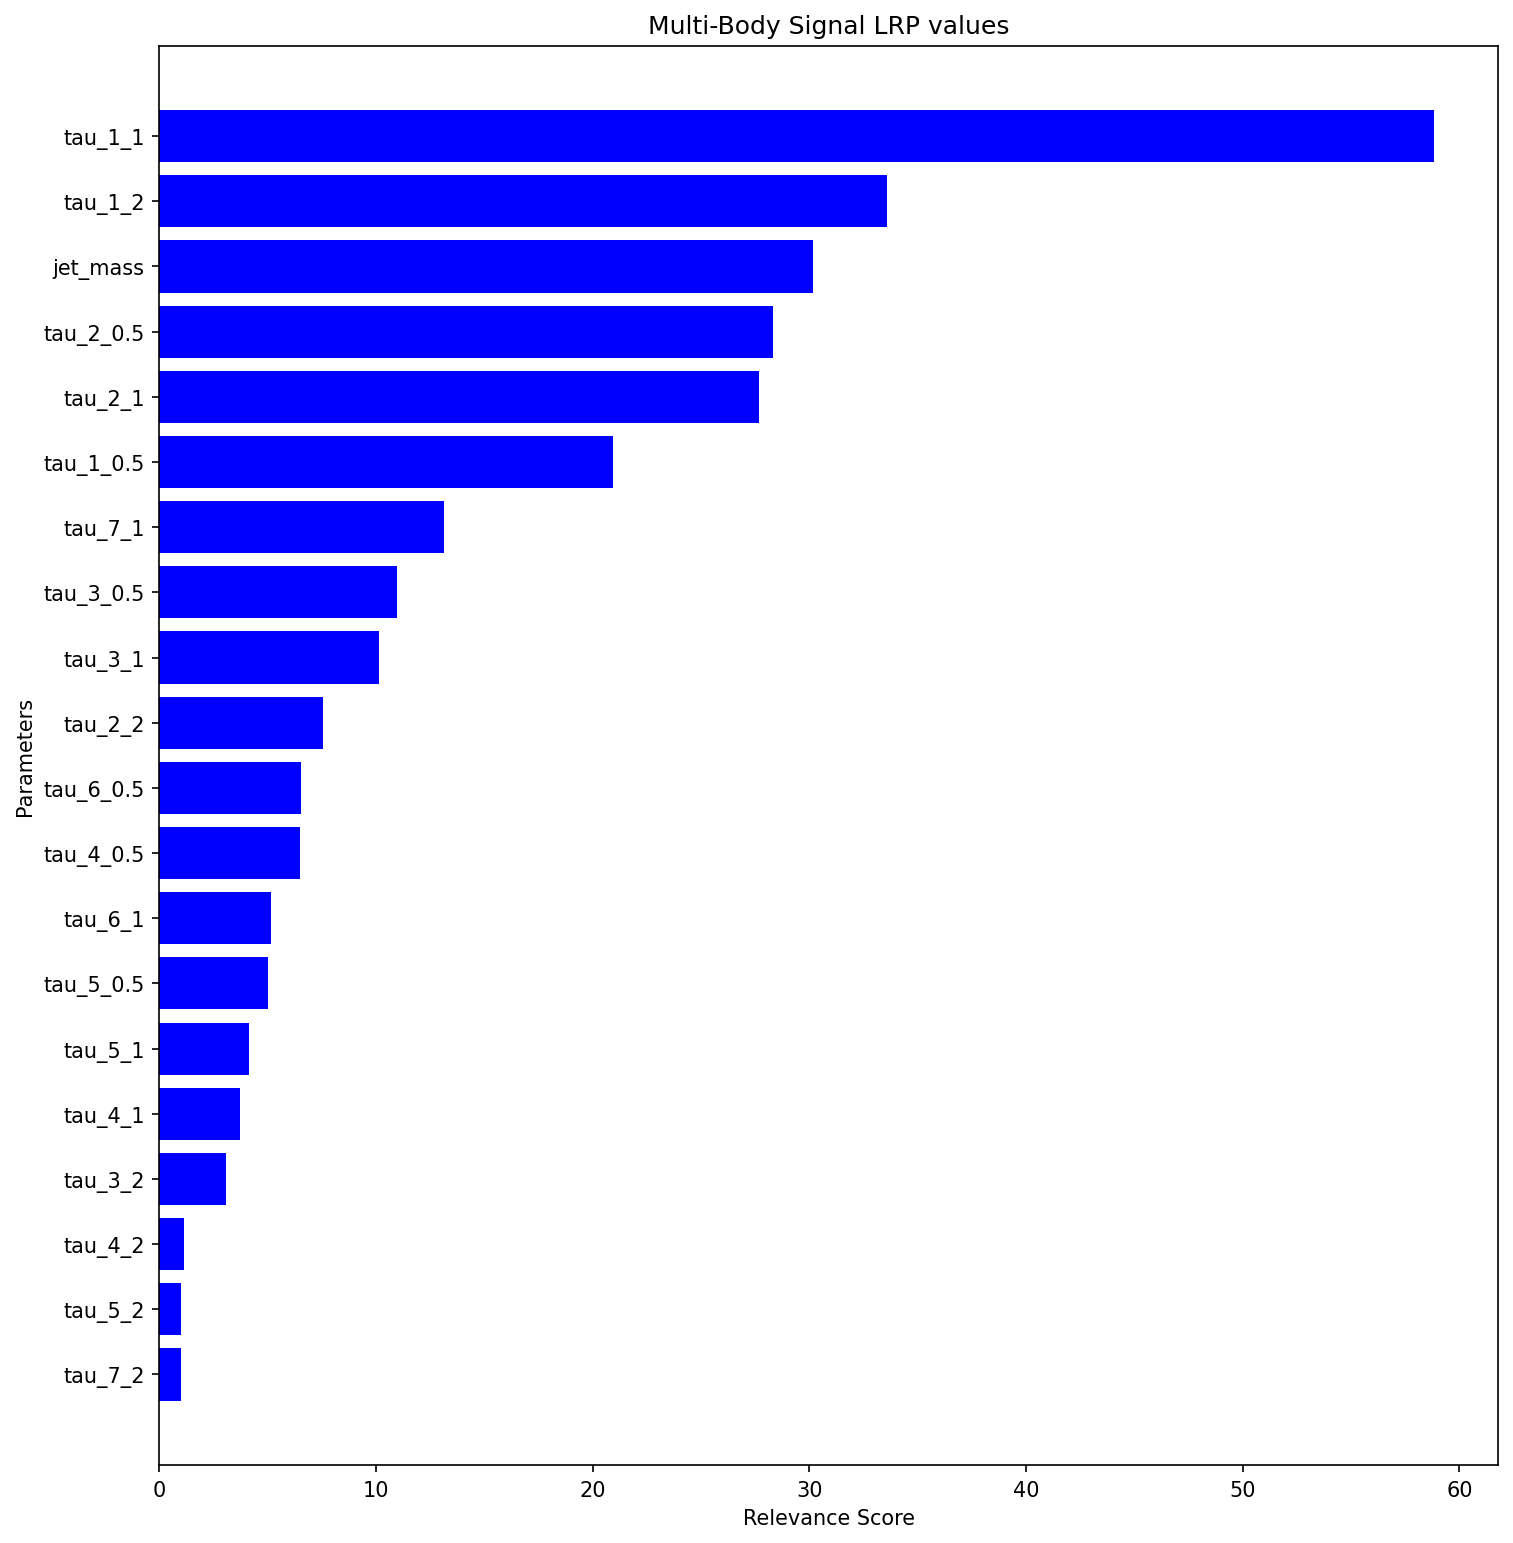 Multi-Body Signal LRP values
tau_1_1
tau_1_2
jet_mass
tau_2_0.5
tau_2_1
tau_1_0.5
tau_7_1
tau_3_0.5
tau_3_1
tau_2_2
tau_6_0.5
tau_4_0.5
tau_6_1
tau_5_0.5
tau_5_1
tau_4_1
tau_3_2
tau_4_2
tau_5_2
tau_7_2
Parameters
0 10 20 30 40 50 60
Relevance Score